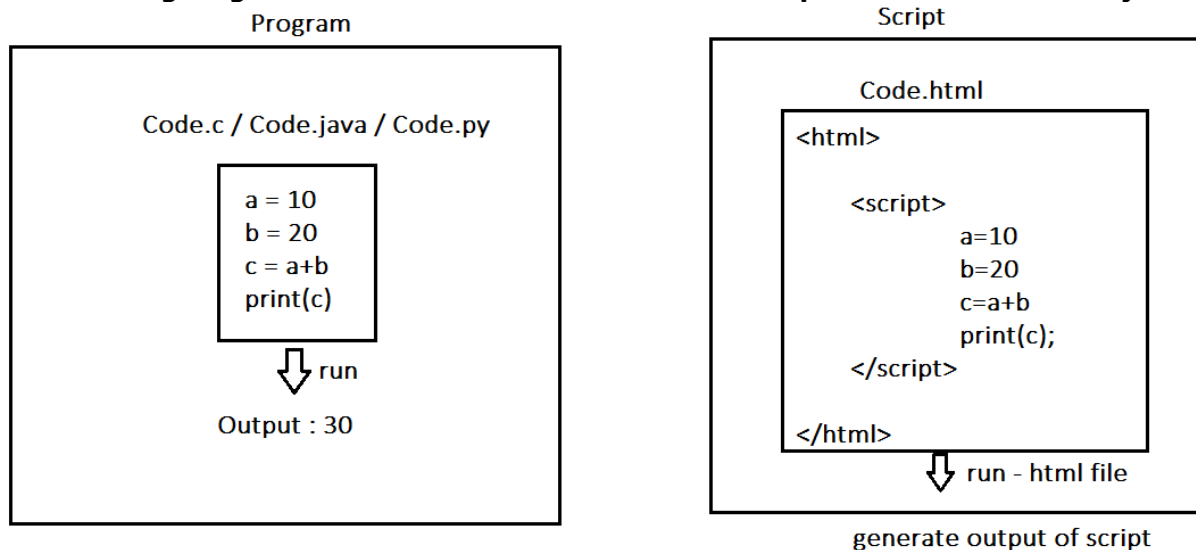 Program
Code.c / Code.java / Code.py
a = 10
b = 20
c = a+b
print(c)
run
Output : 30
Script
Code.html
<html>
<script>
a=10
b=20
c=a+b
print(c);
</script>
</html>
run - html file
generate output of script